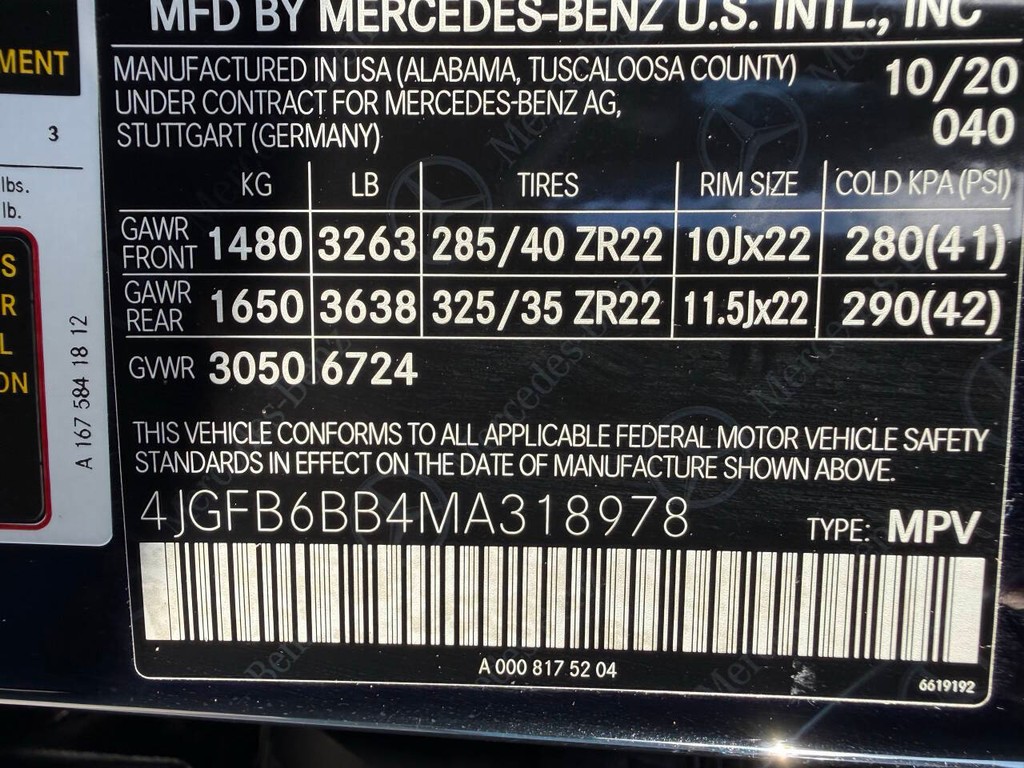 MFD BY MERCEDES-BENZ U.S. INTL., INC
MANUFACTURED IN USA (ALABAMA, TUSCALOOSA COUNTY) 10/20
UNDER CONTRACT FOR MERCEDES-BENZ AG, 040
STUTTGART (GERMANY)
KG LB TIRES RIM SIZE COLD KPA (PSI)
GAWR FRONT 1480 3263 285/40 ZR22 10Jx22 280(41)
GAWR REAR 1650 3638 325/35 ZR22 11.5Jx22 290(42)
GVWR 3050 6724
THIS VEHICLE CONFORMS TO ALL APPLICABLE FEDERAL MOTOR VEHICLE SAFETY
STANDARDS IN EFFECT ON THE DATE OF MANUFACTURE SHOWN ABOVE.
4JGFB6BB4MA318978 TYPE: MPV
A 000 817 52 04
6619192
MENT
3
lbs.
lb.
S
R
L
ON
A 167 584 18 12